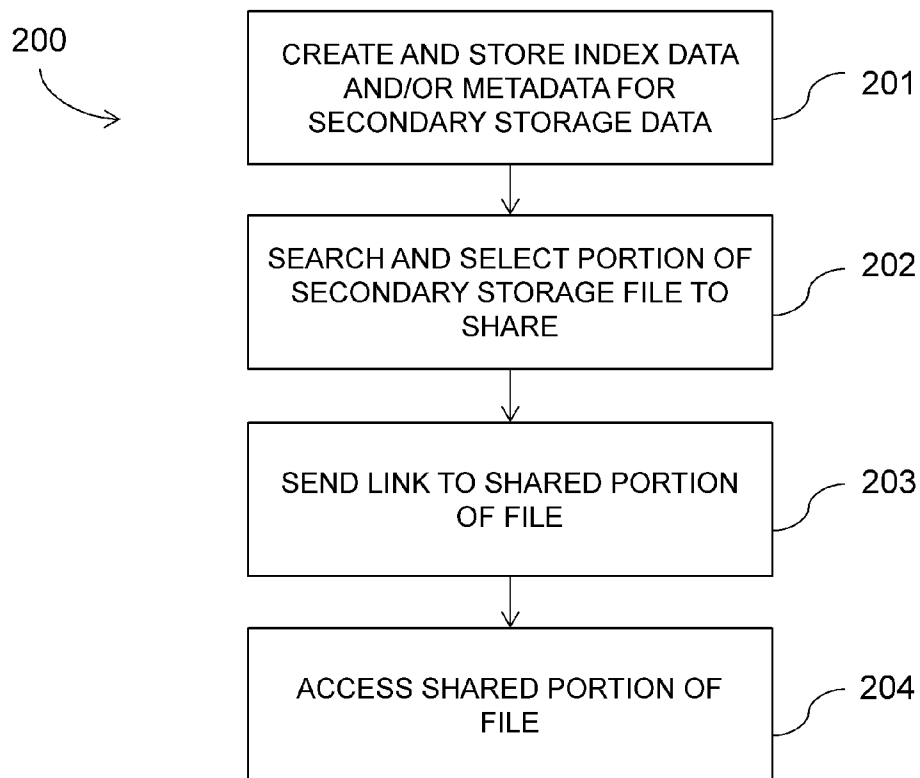 200
CREATE AND STORE INDEX DATA
AND/OR METADATA FOR
SECONDARY STORAGE DATA
201
SEARCH AND SELECT PORTION OF
SECONDARY STORAGE FILE TO
SHARE
202
SEND LINK TO SHARED PORTION
OF FILE
203
ACCESS SHARED PORTION OF
FILE
204